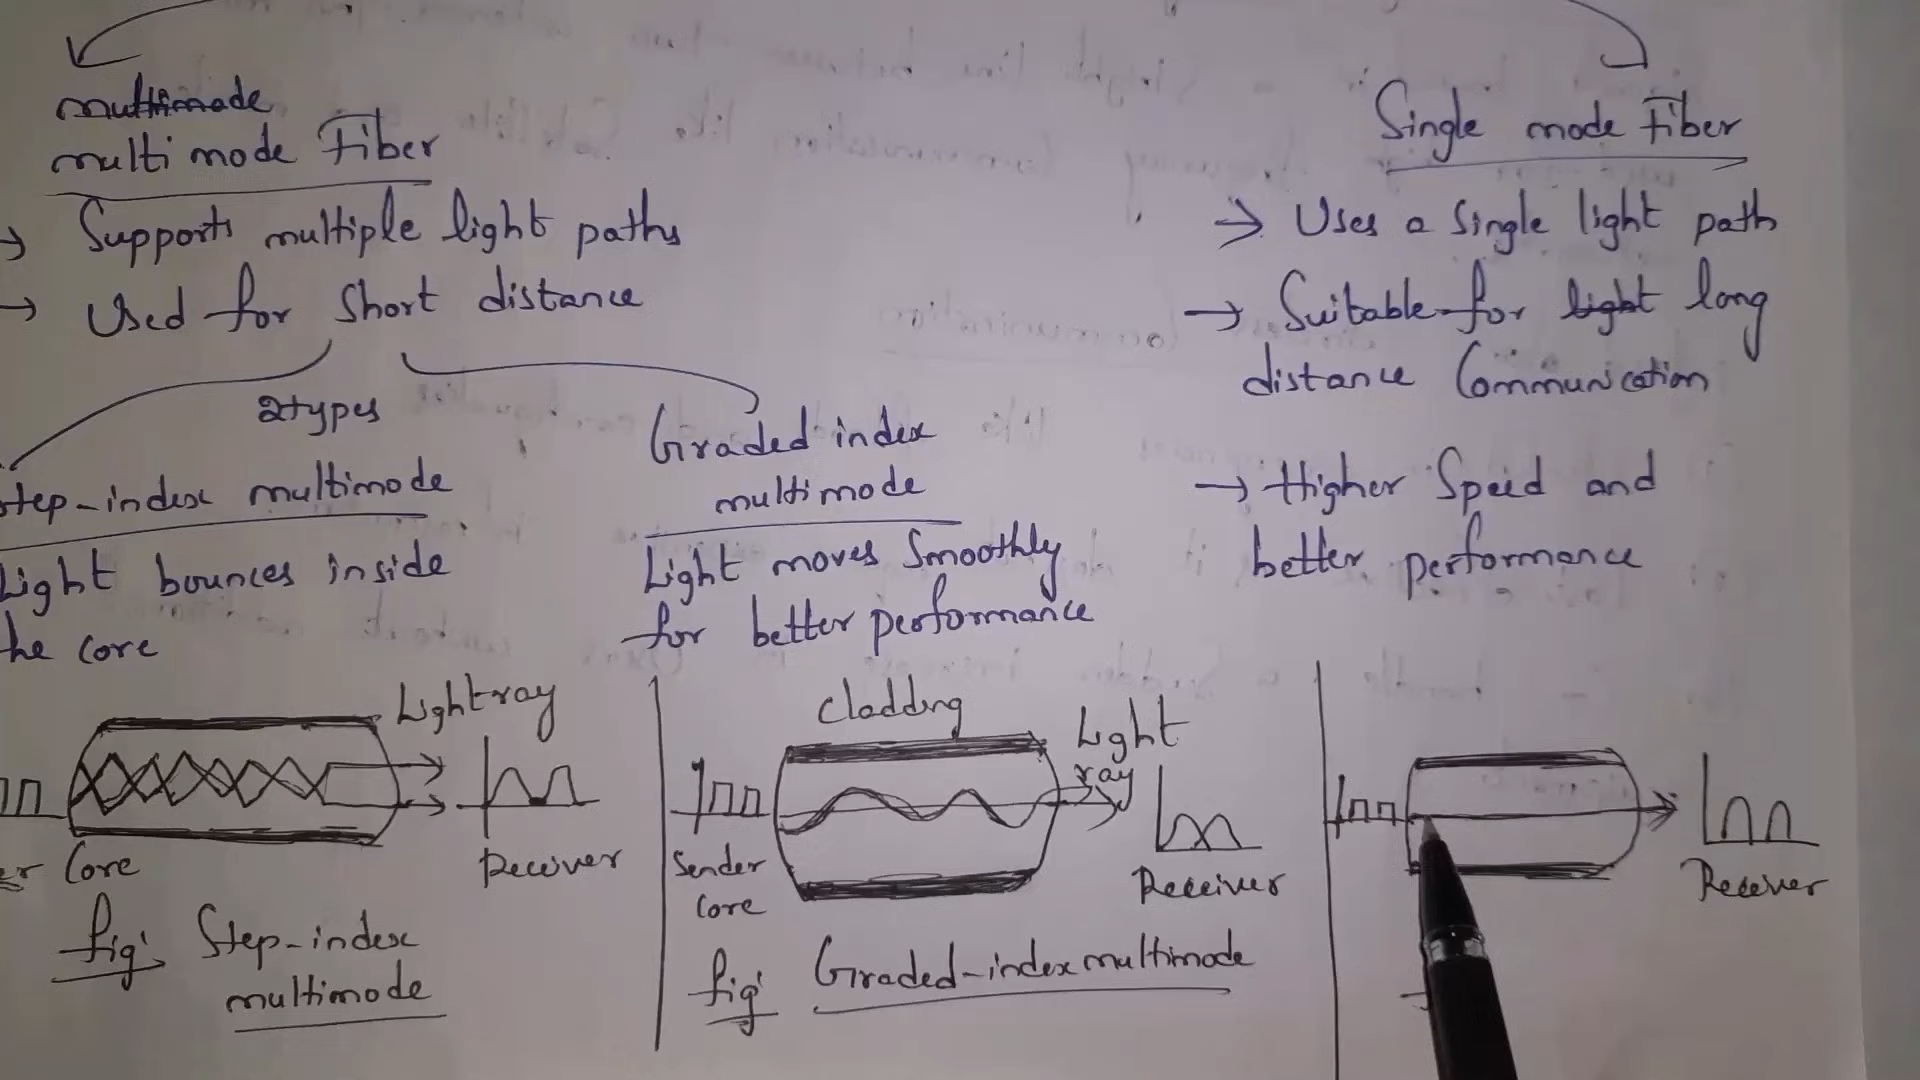 multimode
multi mode Fiber
→ Supports multiple light paths
→ Used for Short distance
2types
step-index multimode
Light bounces inside
the core
Graded index
multimode
Light moves Smoothly
for better performance
Single mode Fiber
→ Uses a Single light path
→ Suitable for light long
distance Communication
→ Higher Speed and
better performance
Light ray
Receiver
er Core
fig: Step-index
multimode
Cladding
Light
ray
Sender
Core
Receiver
fig: Graded-index multimode
Receiver